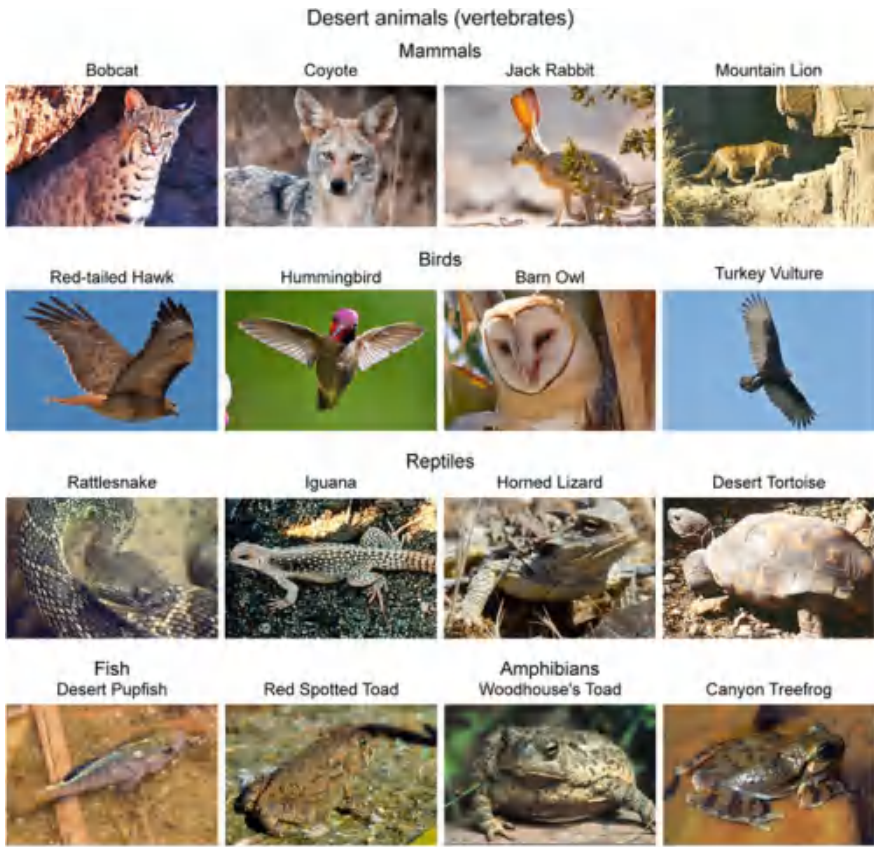 Desert animals (vertebrates)
Mammals
Bobcat Coyote Jack Rabbit Mountain Lion
Birds
Red-tailed Hawk Hummingbird Barn Owl Turkey Vulture
Reptiles
Rattlesnake Iguana Horned Lizard Desert Tortoise
Fish Amphibians
Desert Pupfish Red Spotted Toad Woodhouse's Toad Canyon Treefrog